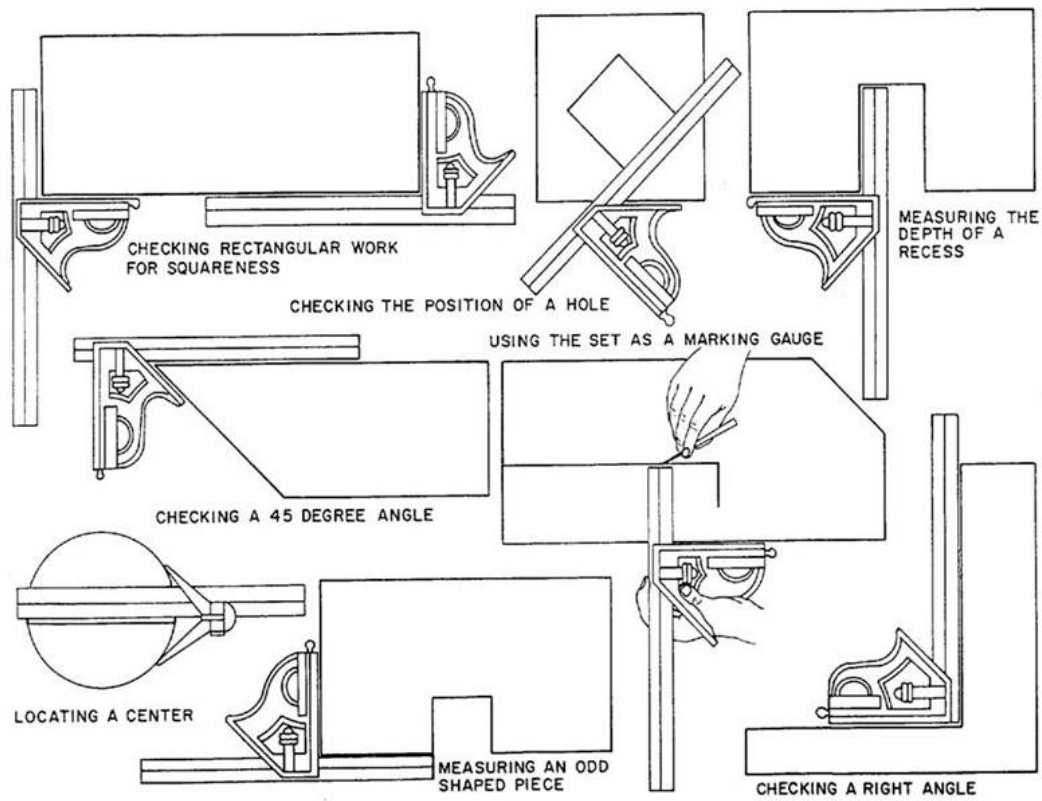 CHECKING RECTANGULAR WORK
FOR SQUARENESS
MEASURING THE
DEPTH OF A
RECESS
CHECKING THE POSITION OF A HOLE
USING THE SET AS A MARKING GAUGE
CHECKING A 45 DEGREE ANGLE
LOCATING A CENTER
MEASURING AN ODD
SHAPED PIECE
CHECKING A RIGHT ANGLE